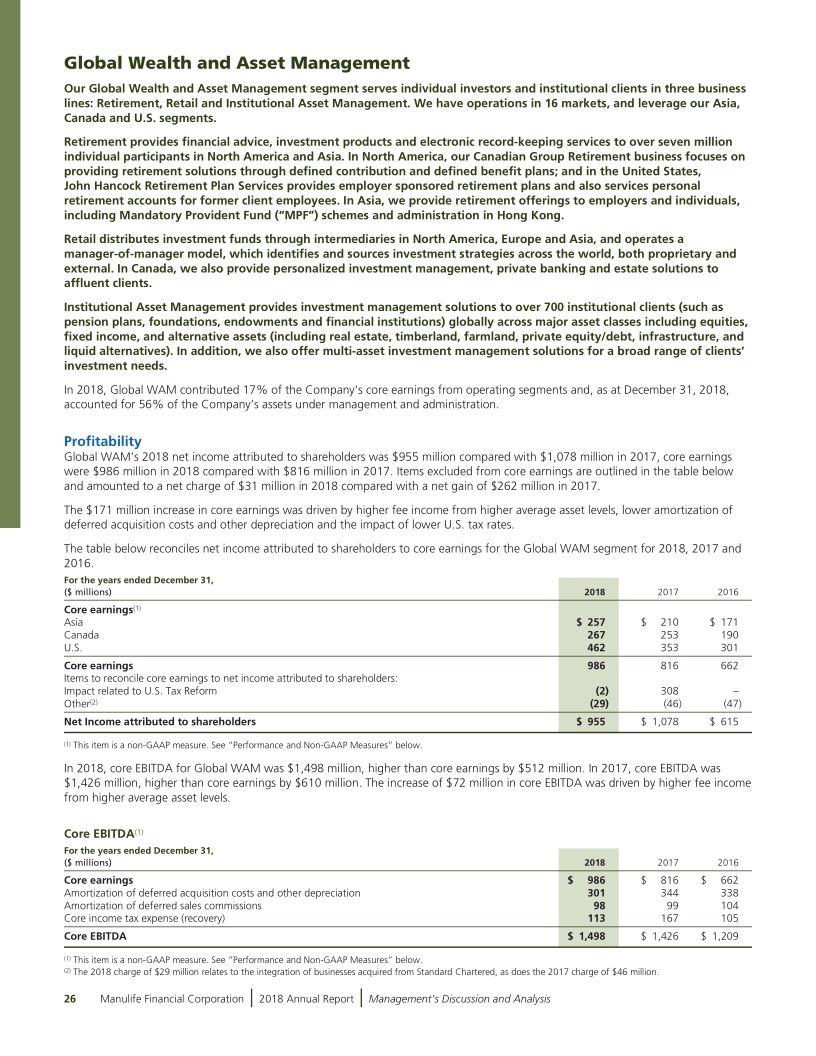 Global Wealth and Asset Management
Our Global Wealth and Asset Management segment serves individual investors and institutional clients in three business
lines: Retirement, Retail and Institutional Asset Management. We have operations in 16 markets, and leverage our Asia,
Canada and U.S. segments.
Retirement provides financial advice, investment products and electronic record-keeping services to over seven million
individual participants in North America and Asia. In North America, our Canadian Group Retirement business focuses on
providing retirement solutions through defined contribution and defined benefit plans; and in the United States,
John Hancock Retirement Plan Services provides employer sponsored retirement plans and also services personal
retirement accounts for former client employees. In Asia, we provide retirement offerings to employers and individuals,
including Mandatory Provident Fund ("MPF") schemes and administration in Hong Kong.
Retail distributes investment funds through intermediaries in North America, Europe and Asia, and operates a
manager-of-manager model, which identifies and sources investment strategies across the world, both proprietary and
external. In Canada, we also provide personalized investment management, private banking and estate solutions to
affluent clients.
Institutional Asset Management provides investment management solutions to over 700 institutional clients (such as
pension plans, foundations, endowments and financial institutions) globally across major asset classes including equities,
fixed income, and alternative assets (including real estate, timberland, farmland, private equity/debt, infrastructure, and
liquid alternatives). In addition, we also offer multi-asset investment management solutions for a broad range of clients'
investment needs.
In 2018, Global WAM contributed 17% of the Company's core earnings from operating segments and, as at December 31, 2018,
accounted for 56% of the Company's assets under management and administration.
Profitability
Global WAM's 2018 net income attributed to shareholders was $955 million compared with $1,078 million in 2017, core earnings
were $986 million in 2018 compared with $816 million in 2017. Items excluded from core earnings are outlined in the table below
and amounted to a net charge of $31 million in 2018 compared with a net gain of $262 million in 2017.
The $171 million increase in core earnings was driven by higher fee income from higher average asset levels, lower amortization of
deferred acquisition costs and other depreciation and the impact of lower U.S. tax rates.
The table below reconciles net income attributed to shareholders to core earnings for the Global WAM segment for 2018, 2017 and
2016.
For the years ended December 31,
($ millions) 2018 2017 2016
Core earnings(1)
Asia $ 257 $ 210 $ 171
Canada 267 253 190
U.S. 462 353 301
Core earnings 986 816 662
Items to reconcile core earnings to net income attributed to shareholders:
Impact related to U.S. Tax Reform (2) 308 –
Other(2) (29) (46) (47)
Net Income attributed to shareholders $ 955 $ 1,078 $ 615
(1) This item is a non-GAAP measure. See "Performance and Non-GAAP Measures" below.
In 2018, core EBITDA for Global WAM was $1,498 million, higher than core earnings by $512 million. In 2017, core EBITDA was
$1,426 million, higher than core earnings by $610 million. The increase of $72 million in core EBITDA was driven by higher fee income
from higher average asset levels.
Core EBITDA(1)
For the years ended December 31,
($ millions) 2018 2017 2016
Core earnings $ 986 $ 816 $ 662
Amortization of deferred acquisition costs and other depreciation 301 344 338
Amortization of deferred sales commissions 98 99 104
Core income tax expense (recovery) 113 167 105
Core EBITDA $ 1,498 $ 1,426 $ 1,209
(1) This item is a non-GAAP measure. See "Performance and Non-GAAP Measures" below.
(2) The 2018 charge of $29 million relates to the integration of businesses acquired from Standard Chartered, as does the 2017 charge of $46 million.
26 Manulife Financial Corporation | 2018 Annual Report | Management's Discussion and Analysis